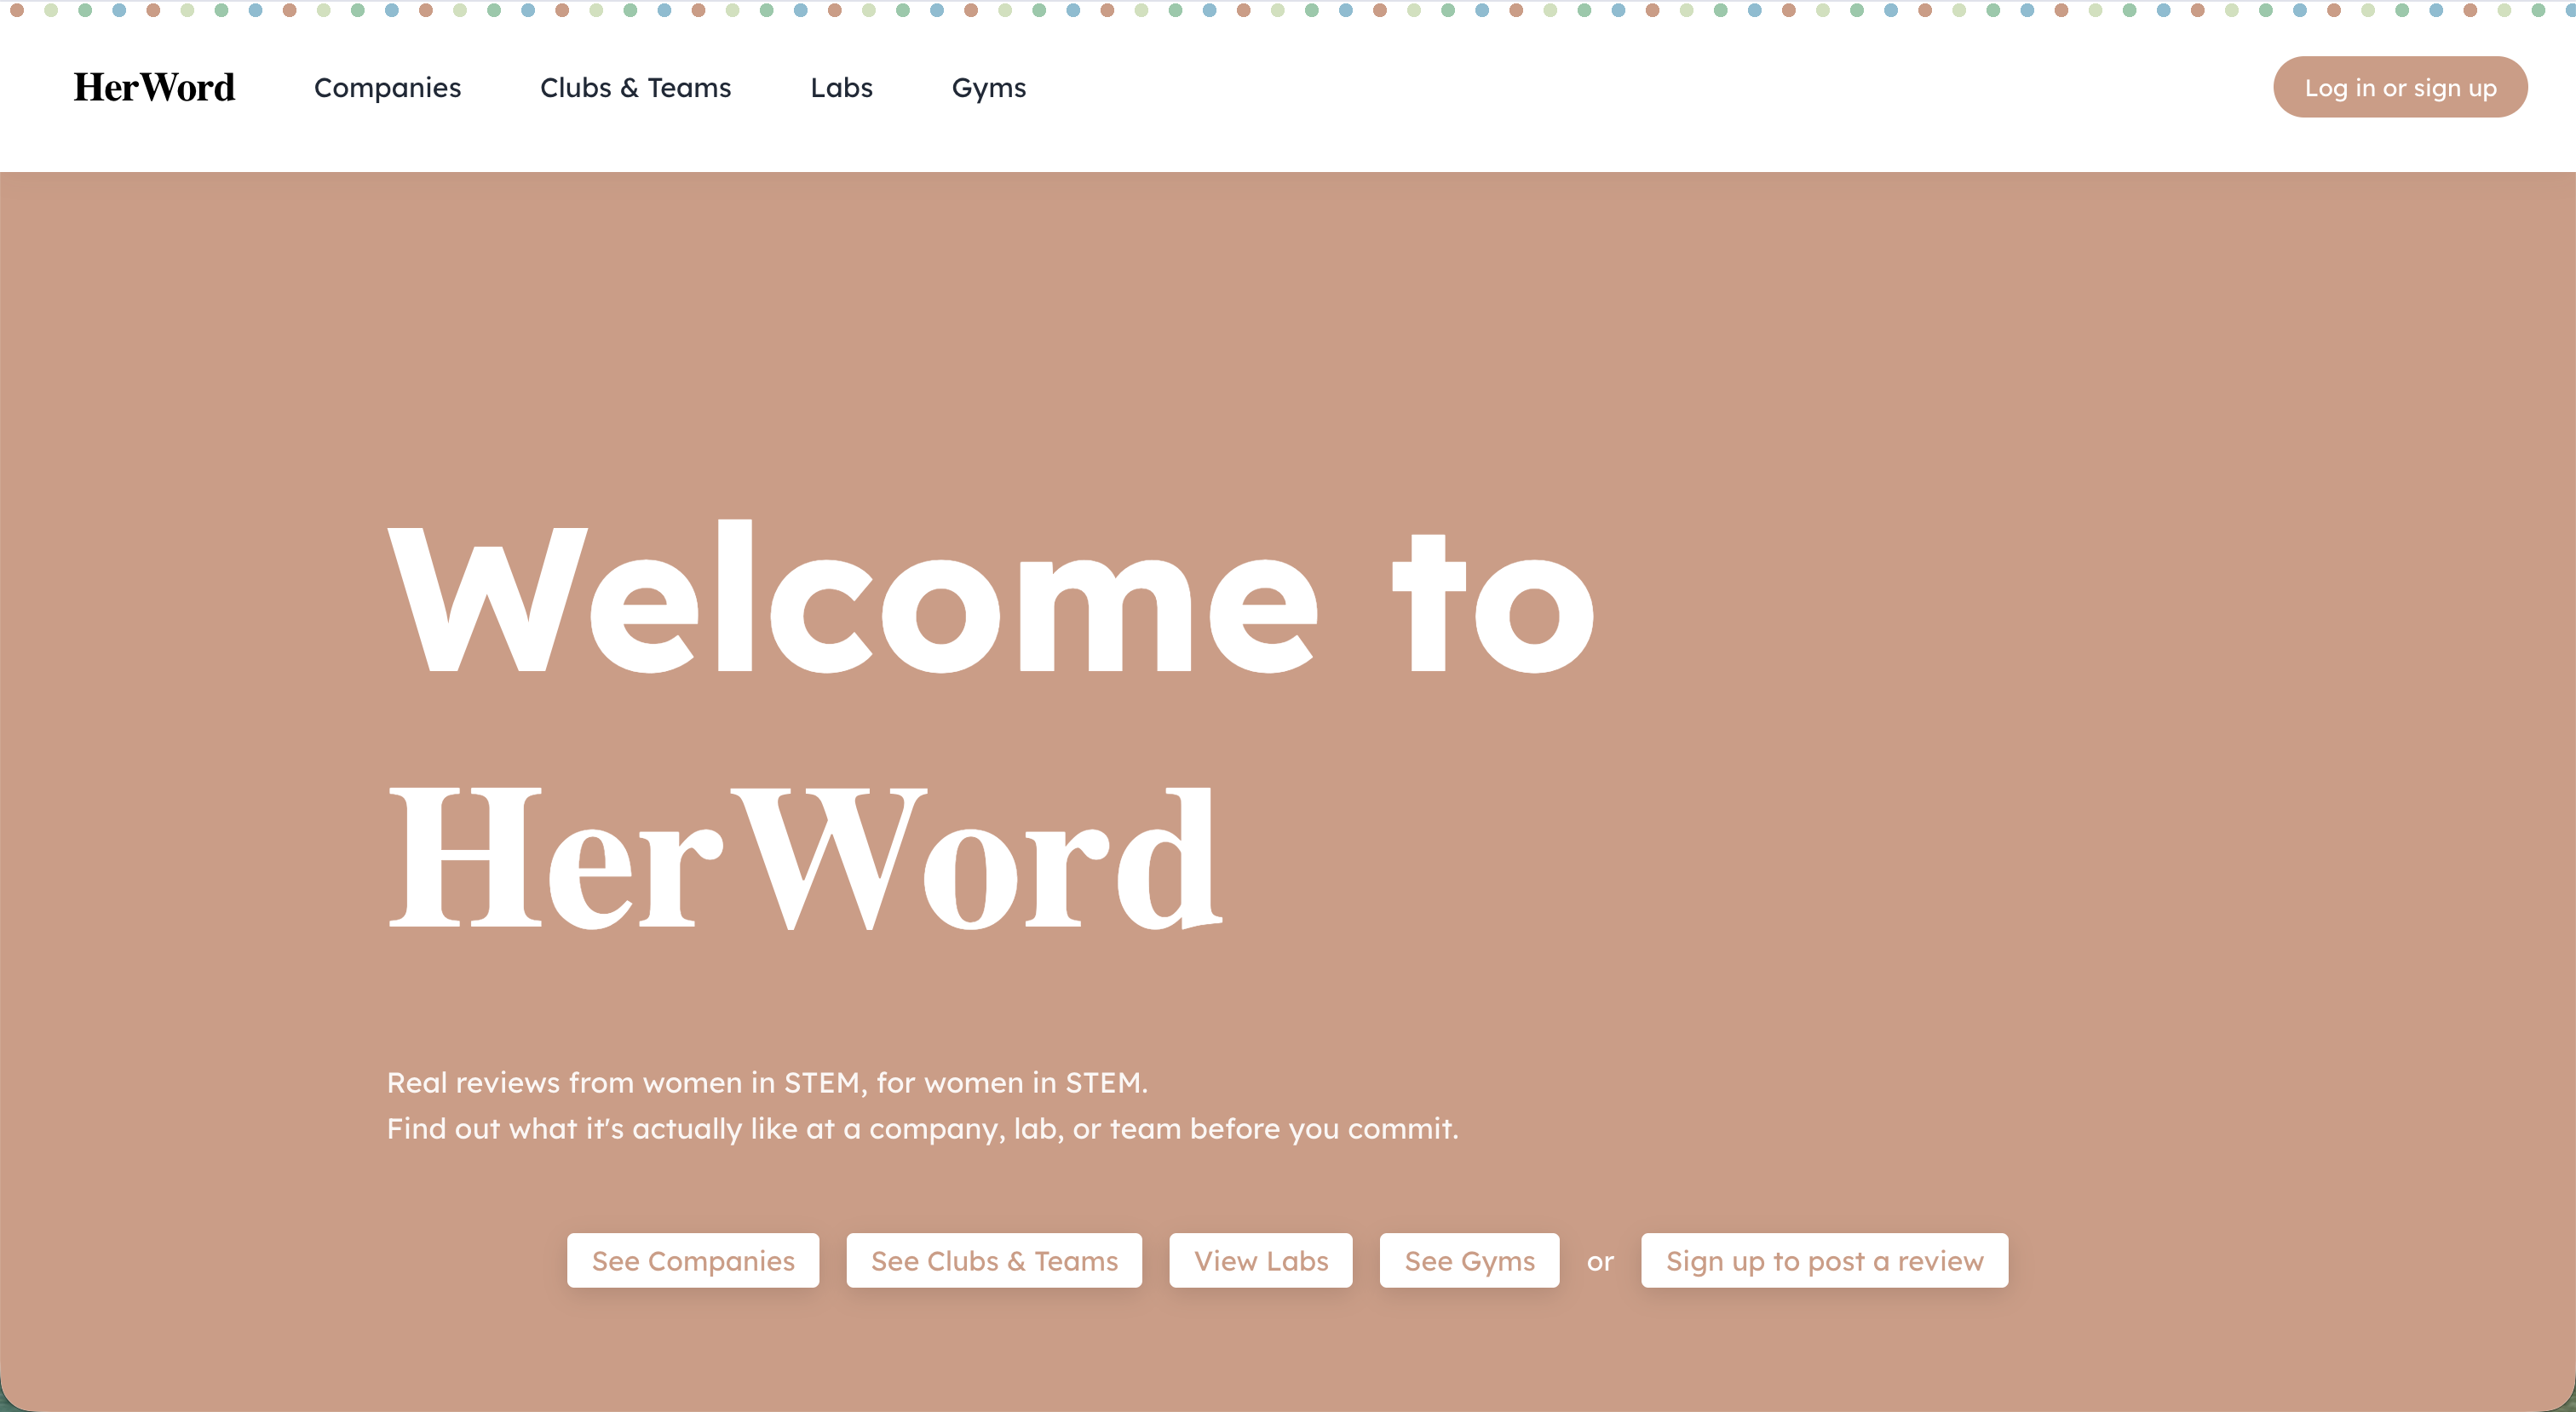 HerWord Companies Clubs & Teams Labs Gyms Log in or sign up
Welcome to
HerWord
Real reviews from women in STEM, for women in STEM.
Find out what it's actually like at a company, lab, or team before you commit.
See Companies See Clubs & Teams View Labs See Gyms or Sign up to post a review